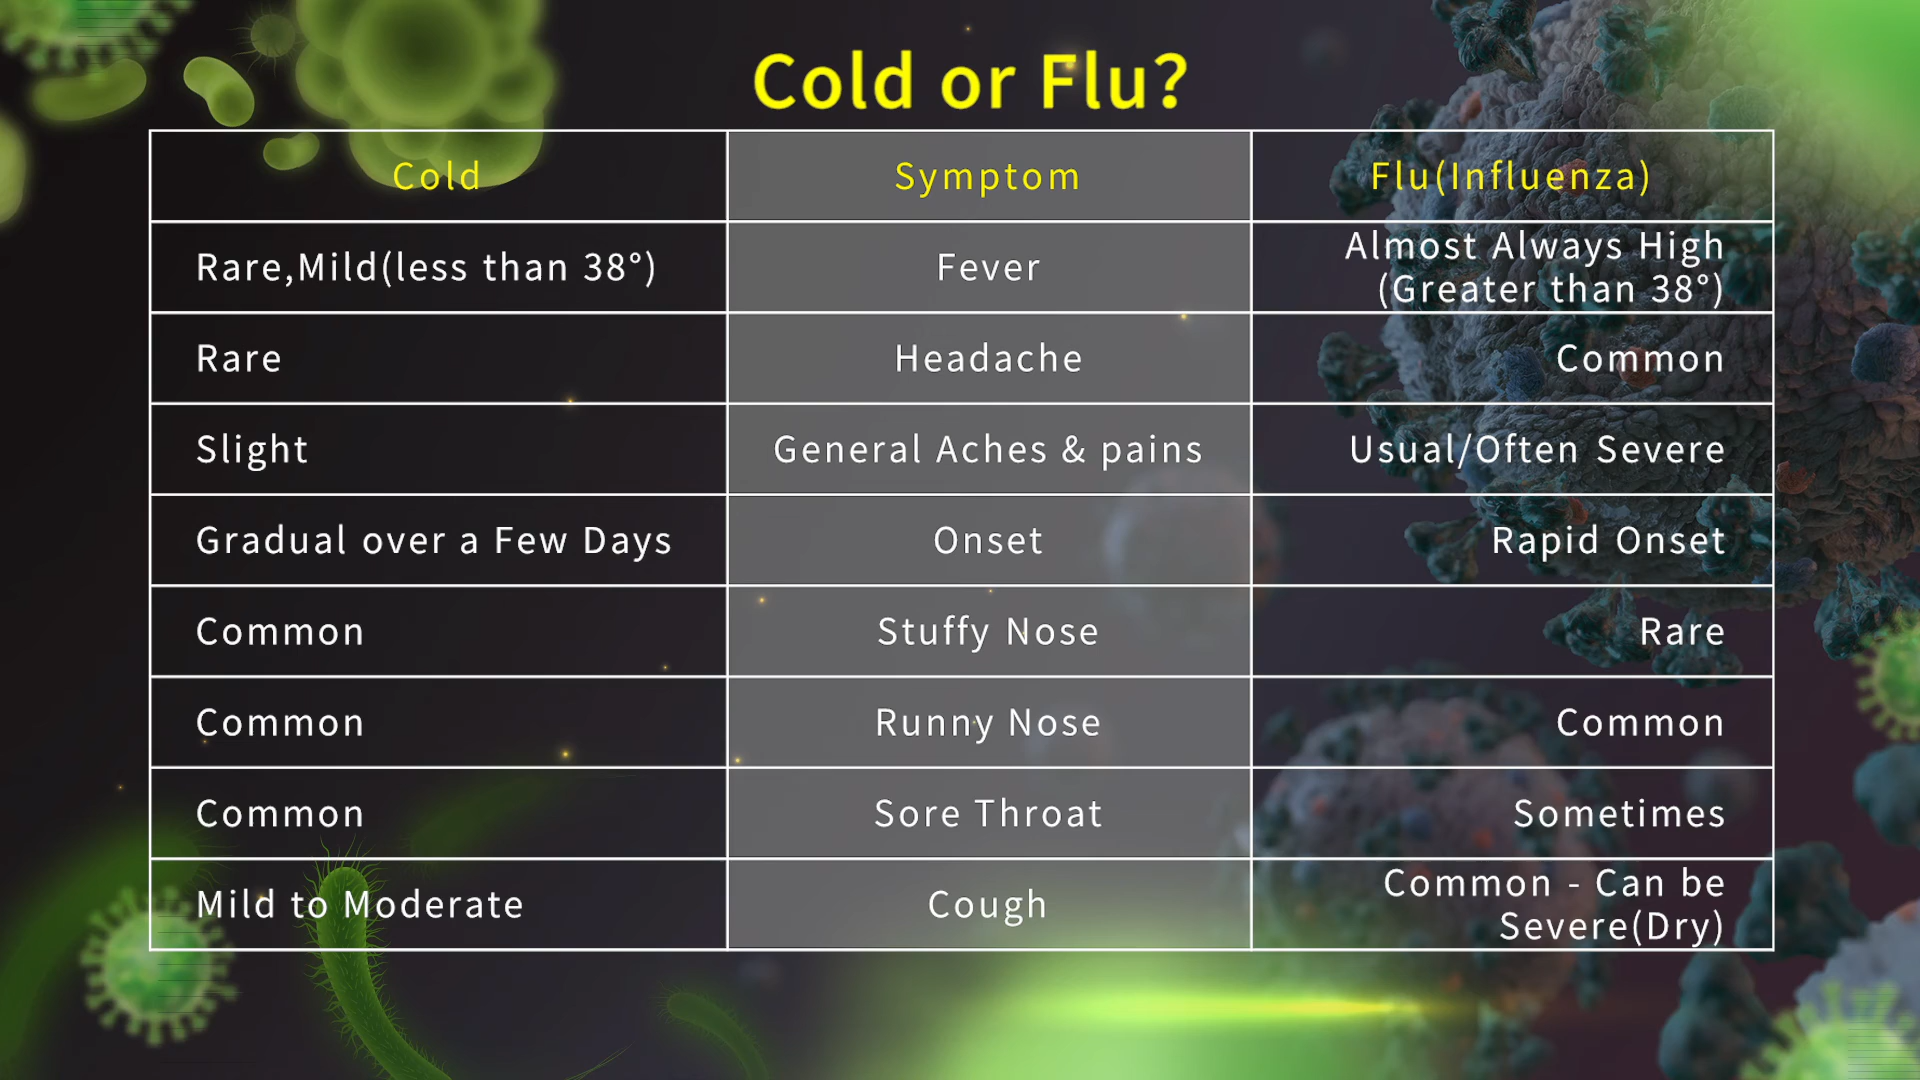 Cold or Flu?
Cold
Symptom
Flu(Influenza)
Rare,Mild(less than 38°)
Fever
Almost Always High
(Greater than 38°)
Rare
Headache
Common
Slight
General Aches & pains
Usual/Often Severe
Gradual over a Few Days
Onset
Rapid Onset
Common
Stuffy Nose
Rare
Common
Runny Nose
Common
Common
Sore Throat
Sometimes
Mild to Moderate
Cough
Common - Can be
Severe(Dry)